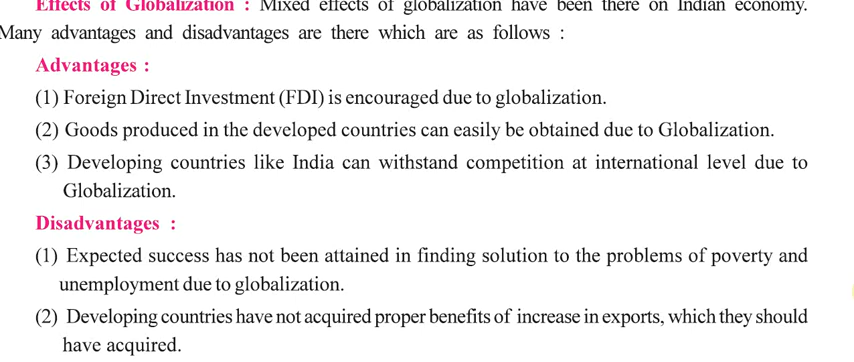 Effects of Globalization : Mixed effects of globalization have been there on Indian economy.
Many advantages and disadvantages are there which are as follows :
Advantages :
(1) Foreign Direct Investment (FDI) is encouraged due to globalization.
(2) Goods produced in the developed countries can easily be obtained due to Globalization.
(3) Developing countries like India can withstand competition at international level due to
Globalization.
Disadvantages :
(1) Expected success has not been attained in finding solution to the problems of poverty and
unemployment due to globalization.
(2) Developing countries have not acquired proper benefits of increase in exports, which they should
have acquired.